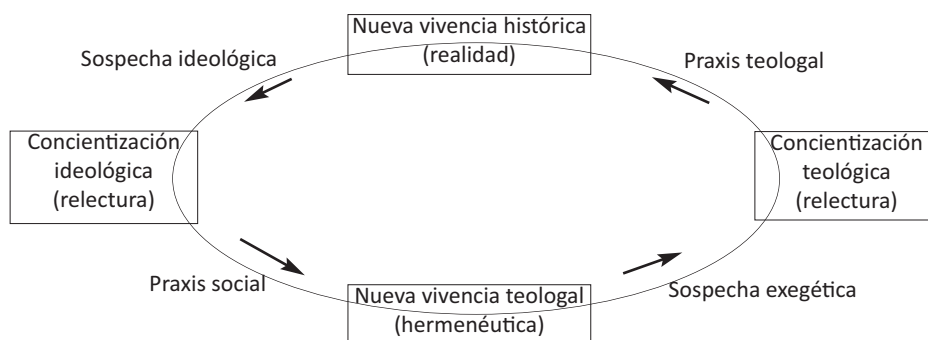 Nueva vivencia histórica
(realidad)
Sospecha ideológica
Praxis teologal
Concientización
ideológica
(relectura)
Concientización
teológica
(relectura)
Praxis social
Nueva vivencia teologal
(hermenéutica)
Sospecha exegética